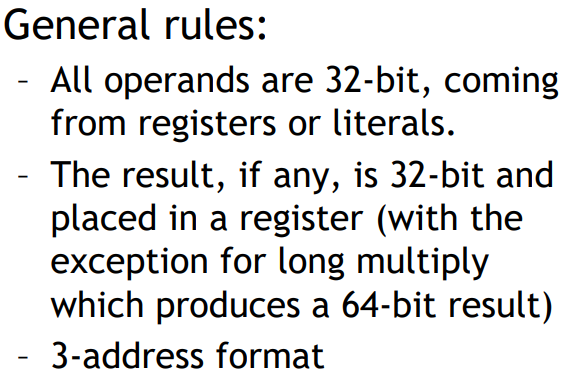 General rules:
– All operands are 32-bit, coming
from registers or literals.
– The result, if any, is 32-bit and
placed in a register (with the
exception for long multiply
which produces a 64-bit result)
– 3-address format